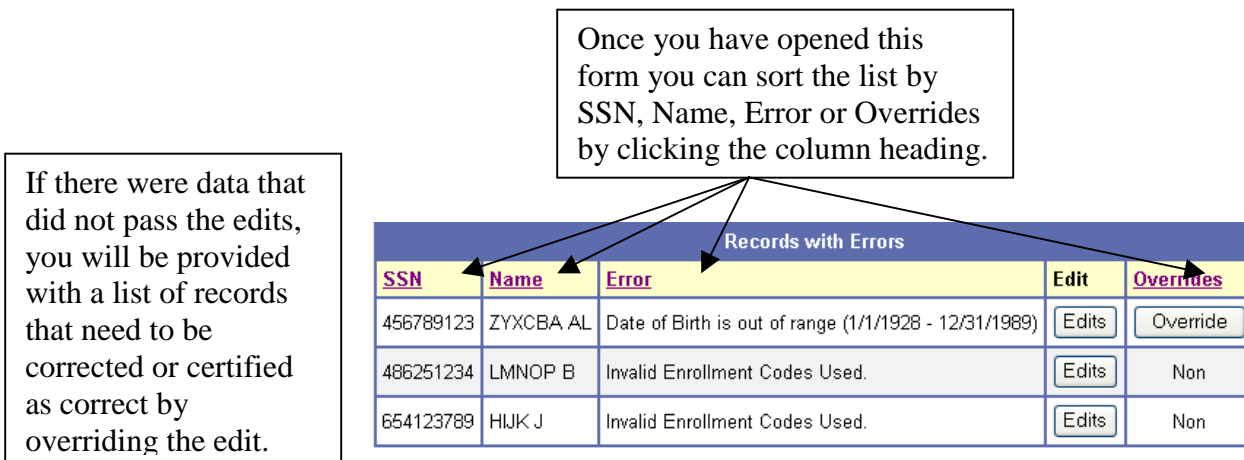 Once you have opened this
form you can sort the list by
SSN, Name, Error or Overrides
by clicking the column heading.
If there were data that
did not pass the edits,
you will be provided
with a list of records
that need to be
corrected or certified
as correct by
overriding the edit.
Records with Errors
SSN Name Error Edit Overrides
456789123 ZYXCBA AL Date of Birth is out of range (1/1/1928 - 12/31/1989) Edits Override
486251234 LMNOP B Invalid Enrollment Codes Used. Edits Non
654123789 HIJK J Invalid Enrollment Codes Used. Edits Non